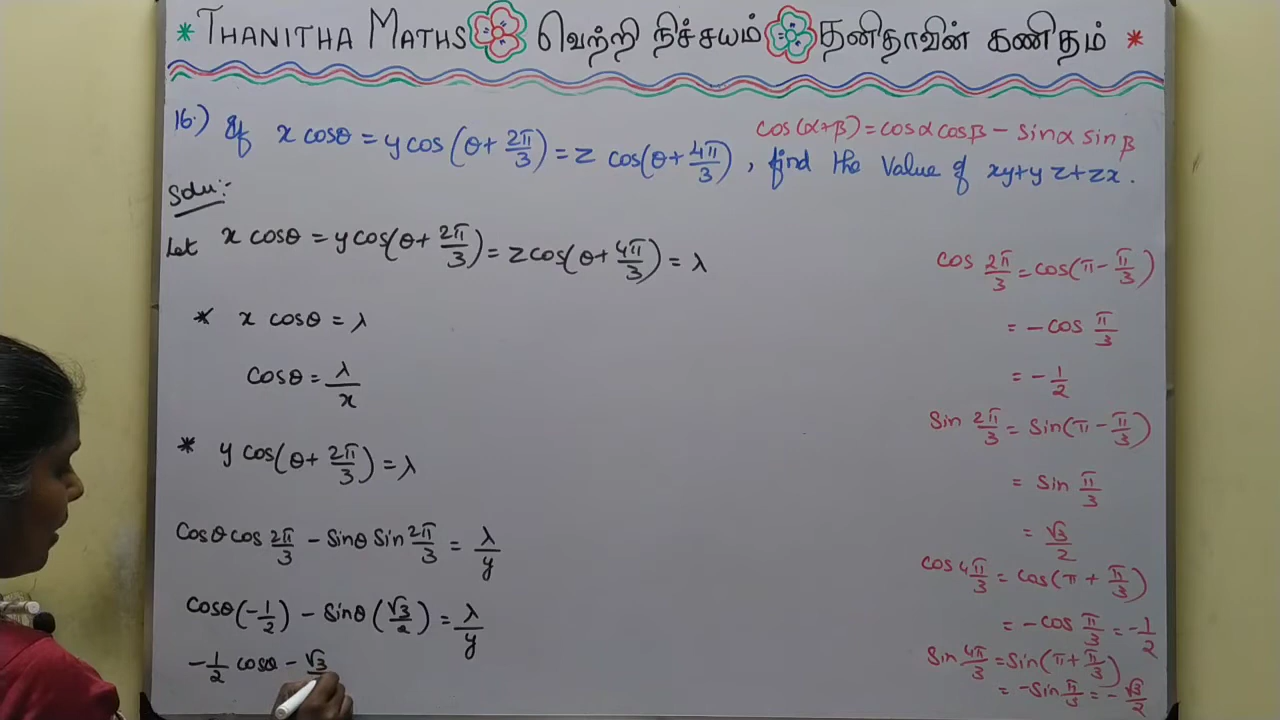 * THANITHA MATHS வெற்றி நிச்சயம் தனிதாவின் கணிதம் *
16.) If x cosθ = y cos(θ + 2π/3) = z cos(θ + 4π/3), find the Value of xy+yz+zx.
cos(α+β) = cosα cosβ − sinα sinβ
Solu:-
Let x cosθ = y cos(θ + 2π/3) = z cos(θ + 4π/3) = λ
* x cosθ = λ
cosθ = λ/x
* y cos(θ + 2π/3) = λ
Cosθ cos 2π/3 − Sinθ Sin 2π/3 = λ/y
Cosθ(−1/2) − Sinθ(√3/2) = λ/y
−1/2 cosθ − √3
cos 2π/3 = cos(π − π/3)
= − cos π/3
= − 1/2
Sin 2π/3 = Sin(π − π/3)
= Sin π/3
= √3/2
cos 4π/3 = cos(π + π/3)
= − cos π/3 = −1/2
Sin 4π/3 = Sin(π + π/3)
= −Sin π/3 = − √3/2